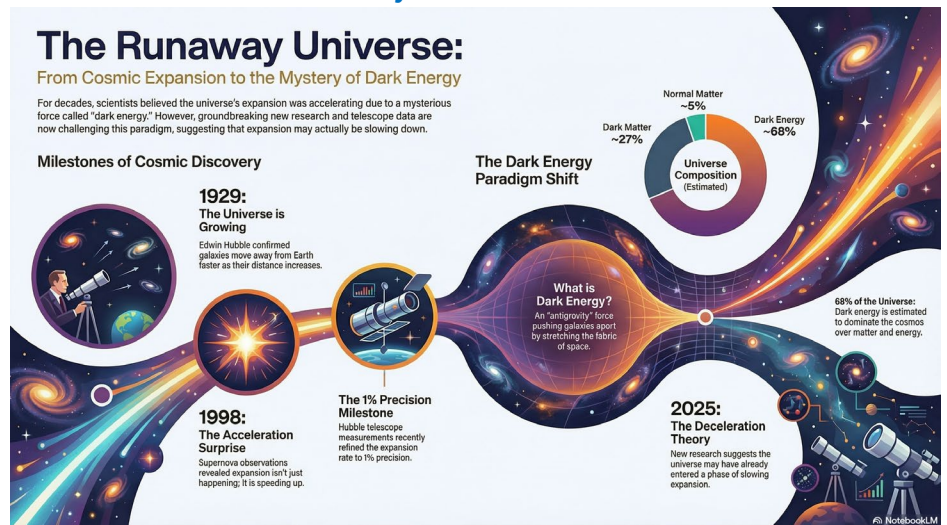 The Runaway Universe:
From Cosmic Expansion to the Mystery of Dark Energy
For decades, scientists believed the universe's expansion was accelerating due to a mysterious
force called "dark energy." However, groundbreaking new research and telescope data are
now challenging this paradigm, suggesting that expansion may actually be slowing down.
Milestones of Cosmic Discovery
1929:
The Universe is
Growing
Edwin Hubble confirmed
galaxies move away from Earth
faster as their distance increases.
1998:
The Acceleration
Surprise
Supernova observations
revealed expansion isn't just
happening; It is speeding up.
The 1% Precision
Milestone
Hubble telescope
measurements recently
refined the expansion
rate to 1% precision.
The Dark Energy
Paradigm Shift
Normal Matter
~5%
Dark Matter
~27%
Dark Energy
~68%
Universe
Composition
(Estimated)
What is
Dark Energy?
An "antigrovity" force
pushing galaxies aport
by stretching the fabric
of space.
68% of the Universe:
Dark energy is estimated
to dominate the cosmos
over matter and energy.
2025:
The Deceleration
Theory
New research suggests the
universe may have already
entered a phase of slowing
expansion.
NotebookLM